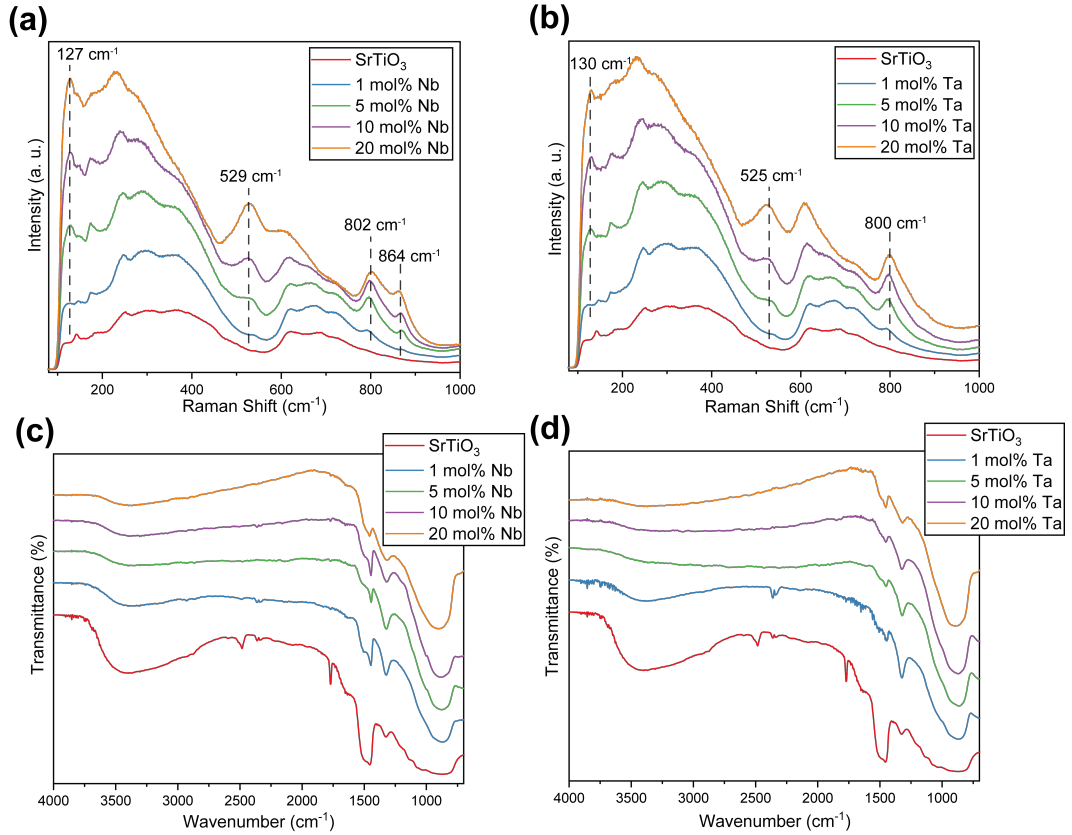 (a)
127 cm⁻¹
529 cm⁻¹
802 cm⁻¹
864 cm⁻¹
SrTiO₃
1 mol% Nb
5 mol% Nb
10 mol% Nb
20 mol% Nb
Intensity (a. u.)
200 400 600 800 1000
Raman Shift (cm⁻¹)
(b)
130 cm⁻¹
525 cm⁻¹
800 cm⁻¹
SrTiO₃
1 mol% Ta
5 mol% Ta
10 mol% Ta
20 mol% Ta
Intensity (a. u.)
200 400 600 800 1000
Raman Shift (cm⁻¹)
(c)
SrTiO₃
1 mol% Nb
5 mol% Nb
10 mol% Nb
20 mol% Nb
Transmittance (%)
4000 3500 3000 2500 2000 1500 1000
Wavenumber (cm⁻¹)
(d)
SrTiO₃
1 mol% Ta
5 mol% Ta
10 mol% Ta
20 mol% Ta
Transmittance (%)
4000 3500 3000 2500 2000 1500 1000
Wavenumber (cm⁻¹)